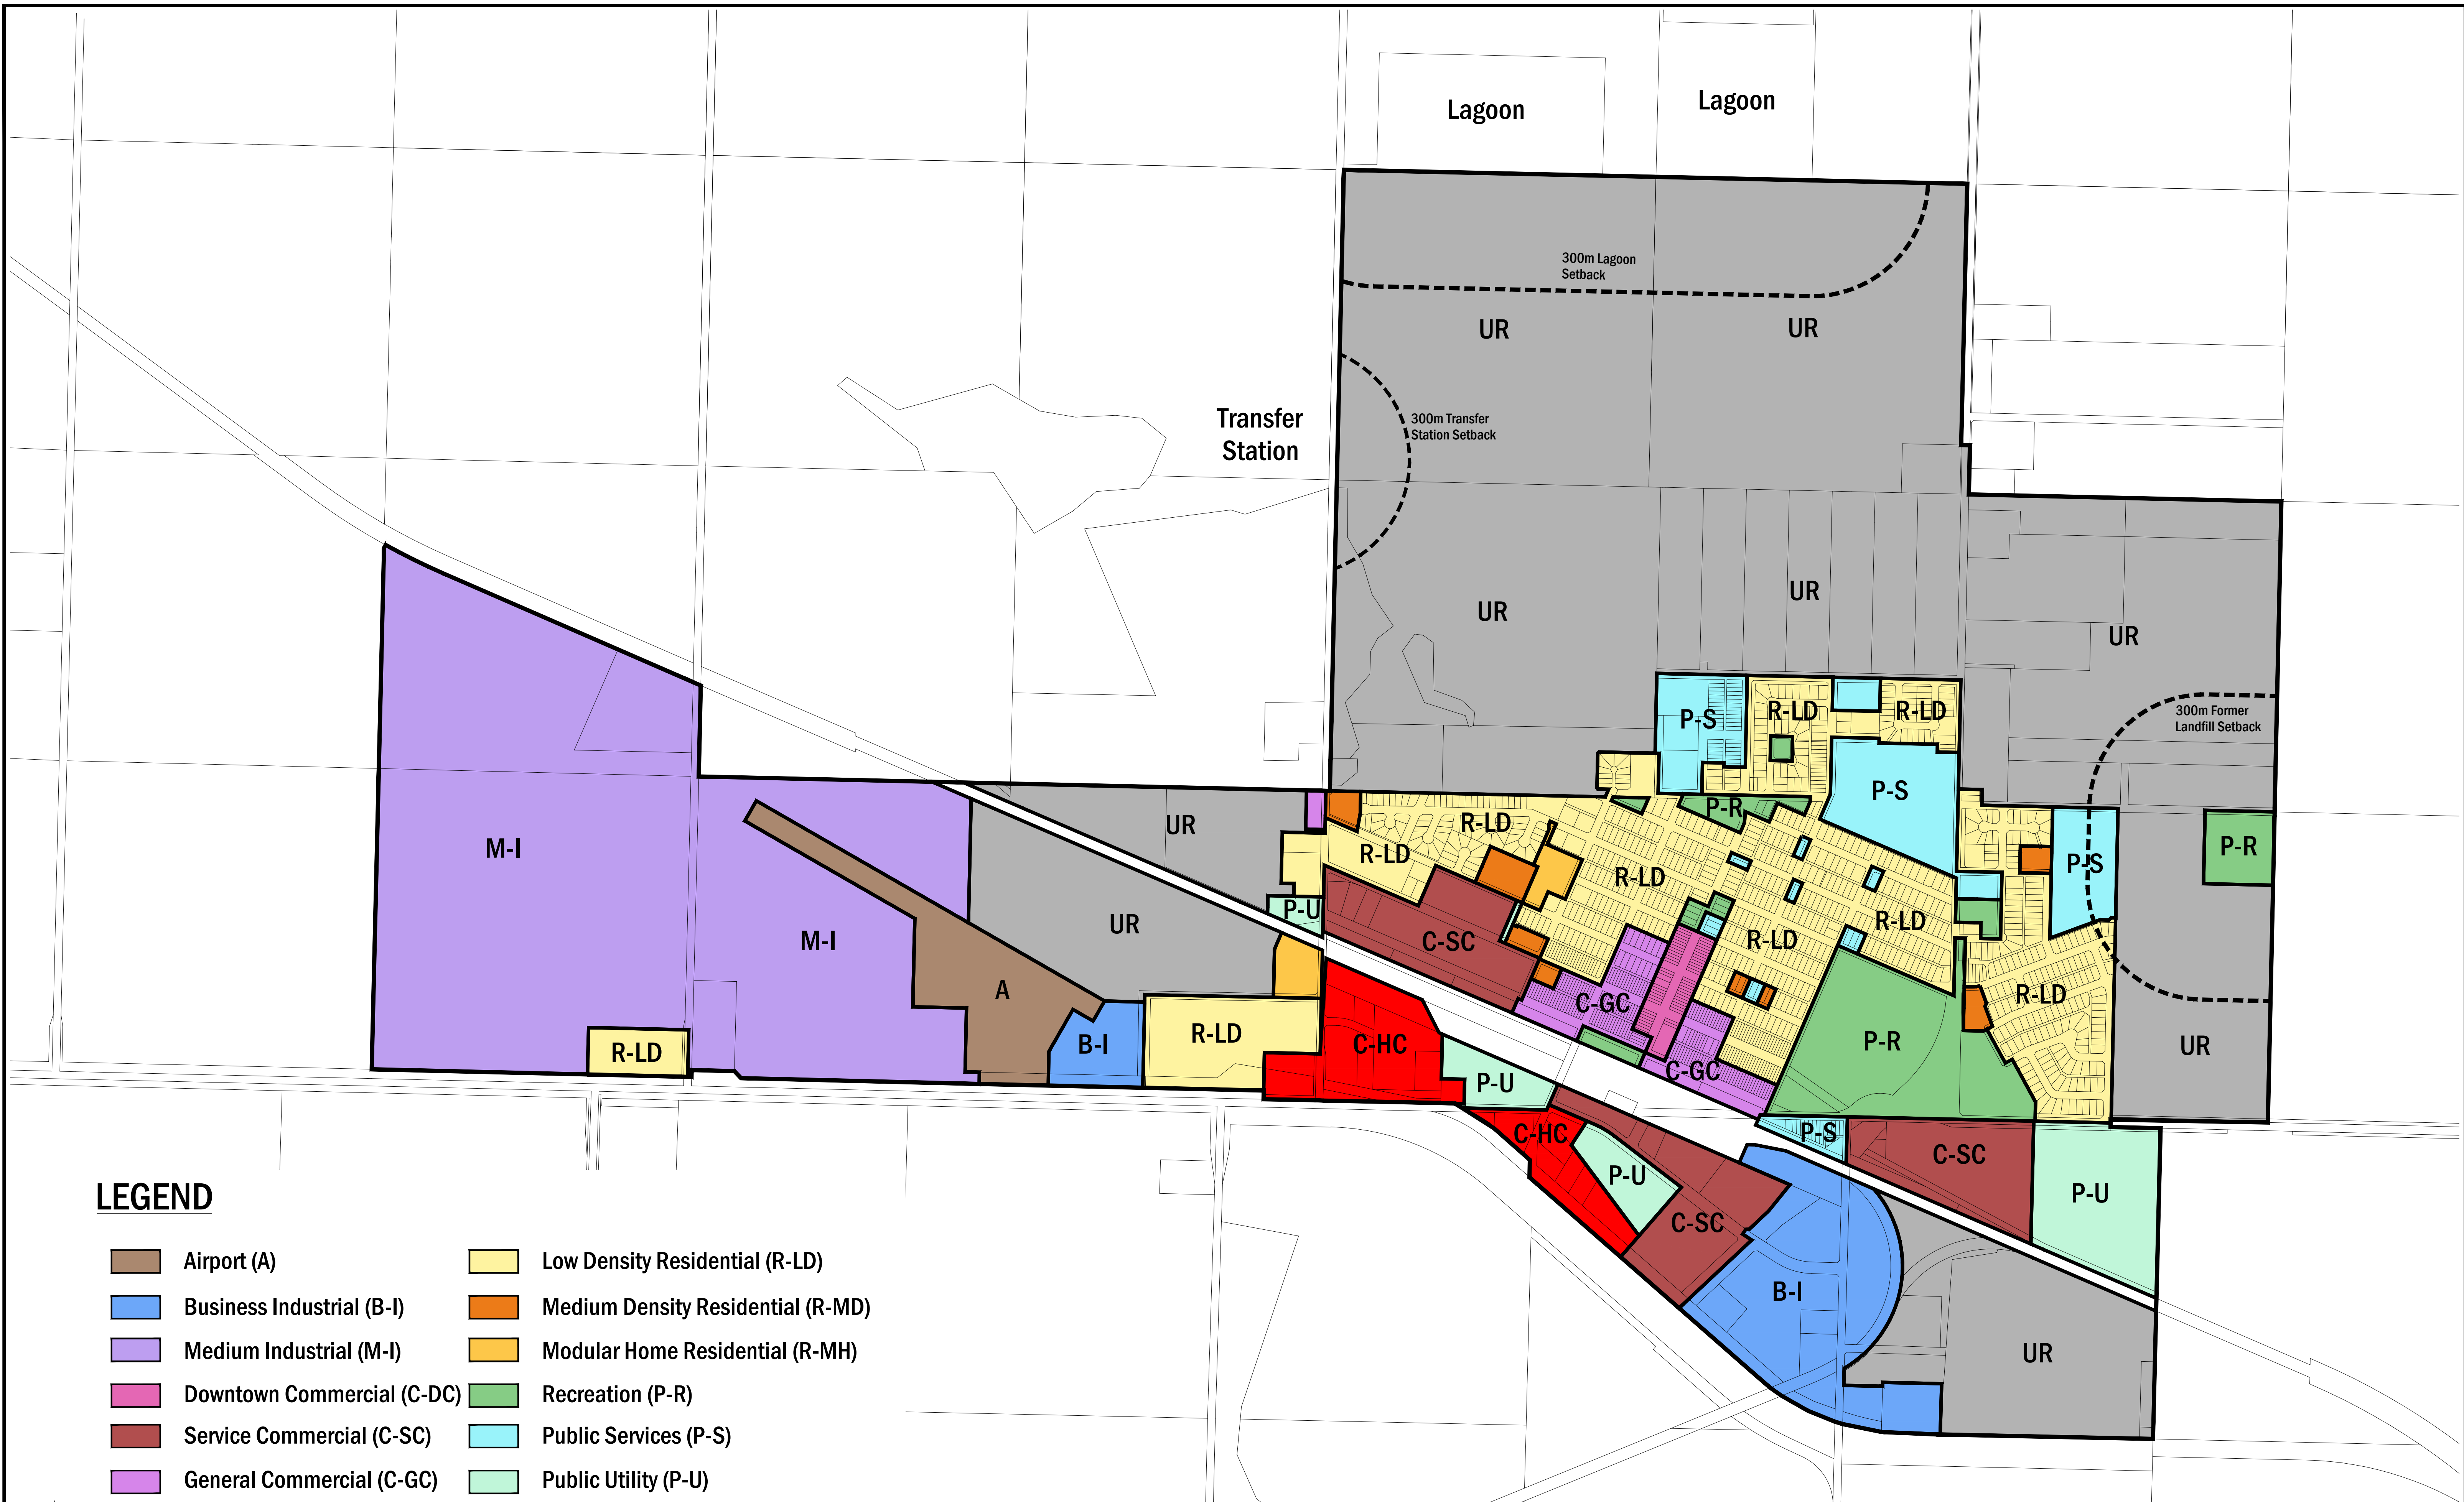 Lagoon
Lagoon
300m Lagoon
Setback
UR
UR
Transfer
Station
300m Transfer
Station Setback
UR
UR
UR
P-S
R-LD
R-LD
300m Former
Landfill Setback
P-S
P-R
UR
R-LD
R-LD
M-I
P-R
P-S
R-LD
P-U
UR
R-LD
R-LD
M-I
C-SC
A
R-LD
C-GC
R-LD
B-I
C-HC
P-R
UR
R-LD
C-GC
P-U
C-HC
P-S
C-SC
P-U
P-U
C-SC
B-I
UR
LEGEND
Airport (A)
Low Density Residential (R-LD)
Business Industrial (B-I)
Medium Density Residential (R-MD)
Medium Industrial (M-I)
Modular Home Residential (R-MH)
Downtown Commercial (C-DC)
Recreation (P-R)
Service Commercial (C-SC)
Public Services (P-S)
General Commercial (C-GC)
Public Utility (P-U)